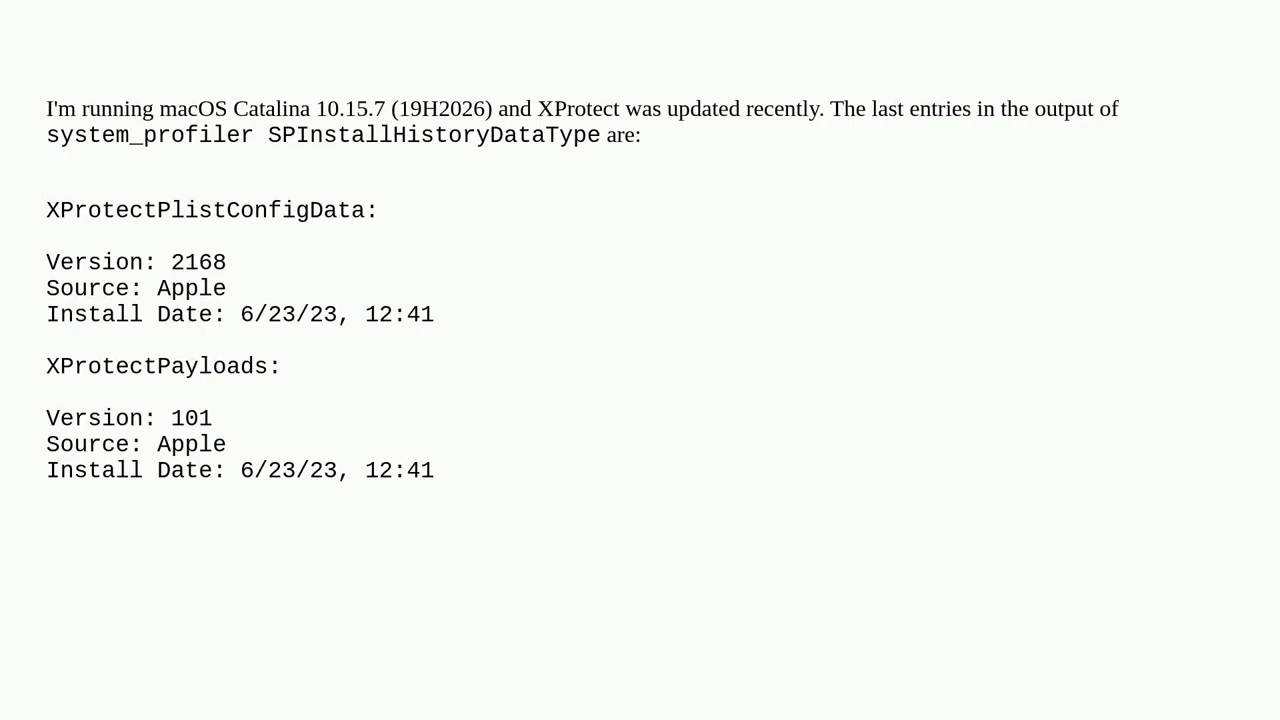 I'm running macOS Catalina 10.15.7 (19H2026) and XProtect was updated recently. The last entries in the output of
system_profiler SPInstallHistoryDataType are:
XProtectPlistConfigData:
Version: 2168
Source: Apple
Install Date: 6/23/23, 12:41
XProtectPayloads:
Version: 101
Source: Apple
Install Date: 6/23/23, 12:41